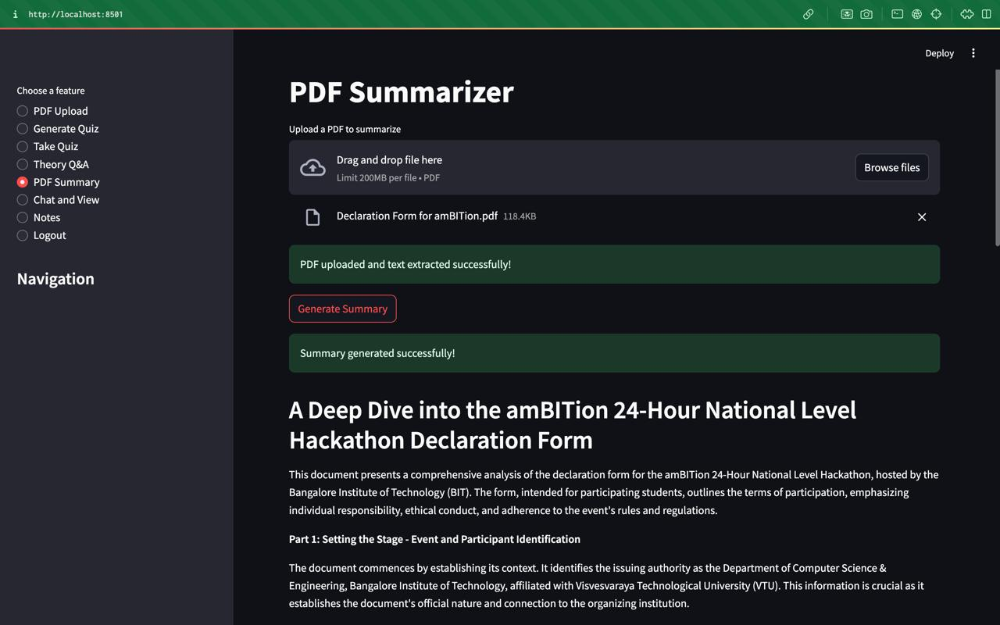 http://localhost:8501
Deploy
Choose a feature
PDF Upload
Generate Quiz
Take Quiz
Theory Q&A
PDF Summary
Chat and View
Notes
Logout
Navigation
PDF Summarizer
Upload a PDF to summarize
Drag and drop file here
Limit 200MB per file • PDF
Browse files
Declaration Form for amBITion.pdf 118.4KB
PDF uploaded and text extracted successfully!
Generate Summary
Summary generated successfully!
A Deep Dive into the amBITion 24-Hour National Level
Hackathon Declaration Form
This document presents a comprehensive analysis of the declaration form for the amBITion 24-Hour National Level Hackathon, hosted by the
Bangalore Institute of Technology (BIT). The form, intended for participating students, outlines the terms of participation, emphasizing
individual responsibility, ethical conduct, and adherence to the event's rules and regulations.
Part 1: Setting the Stage - Event and Participant Identification
The document commences by establishing its context. It identifies the issuing authority as the Department of Computer Science &
Engineering, Bangalore Institute of Technology, affiliated with Visvesvaraya Technological University (VTU). This information is crucial as it
establishes the document's official nature and connection to the organizing institution.